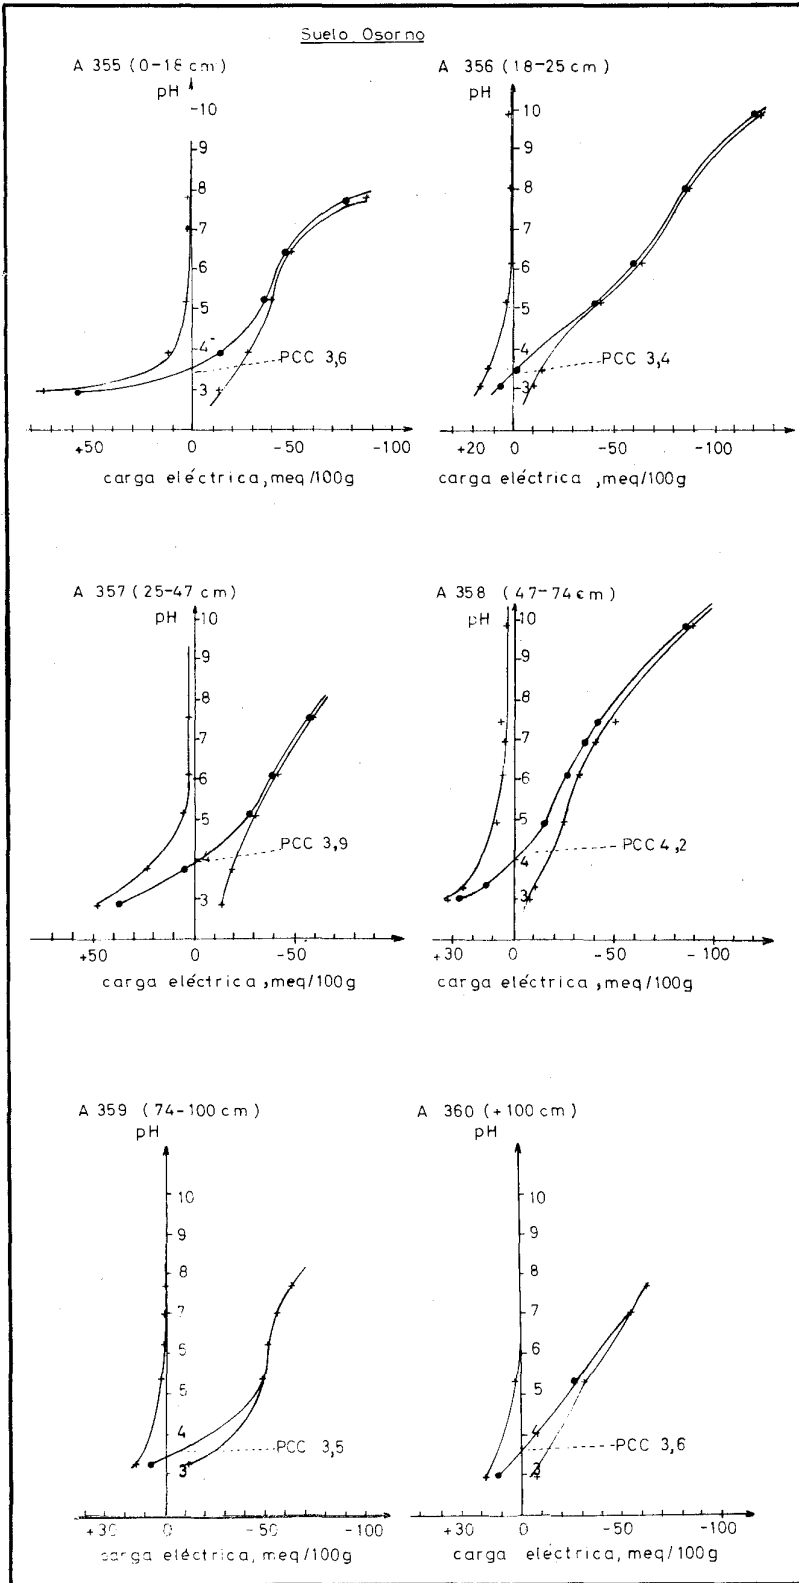 Suelo Osorno
A 355 (0-18 cm)
pH
-10
9
8
7
6
5
4
3
+50 0 -50 -100
carga eléctrica, meq/100g
PCC 3,6
A 356 (18-25 cm)
pH
10
9
8
7
6
5
4
3
+20 0 -50 -100
carga eléctrica ,meq/100g
PCC 3,4
A 357 (25-47 cm)
pH
10
9
8
7
6
5
4
3
+50 0 -50
carga eléctrica ,meq/100g
PCC 3,9
A 358 (47-74 cm)
pH
10
9
8
7
6
5
4
3
+30 0 -50 -100
carga eléctrica ,meq/100g
PCC 4,2
A 359 (74-100 cm)
pH
10
9
8
7
6
5
4
3
+30 0 -50 -100
carga eléctrica, meq/100g
PCC 3,5
A 360 (+100 cm)
pH
10
9
8
7
6
5
4
3
+30 0 -50 -100
carga eléctrica, meq/100g
PCC 3,6